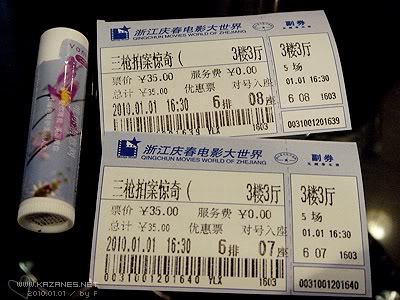 浙江庆春电影大世界
QINGCHUN MOVIES WORLD OF ZHEJIANG
副券
三枪拍案惊奇(
3楼3厅
3楼3厅
票价 ￥35.00
服务费 ￥0.00
5 场
总计 ￥35.00
优惠票
对号入座
01.01 16:30
2010.01.01 16:30
6排
08座
6 08
1603
YLX
1603
0031001201639
浙江庆春电影大世界
QINGCHUN MOVIES WORLD OF ZHEJIANG
副券
三枪拍案惊奇(
3楼3厅
3楼3厅
票价 ￥35.00
服务费 ￥0.00
5 场
总计 ￥35.00
优惠票
对号入座
01.01 16:30
2010.01.01 16:30
6排
07座
6 07
1603
0031001201640
YLX
1603
0031001201640
WWW.KAZANES.NET
2010.01.01 / by F